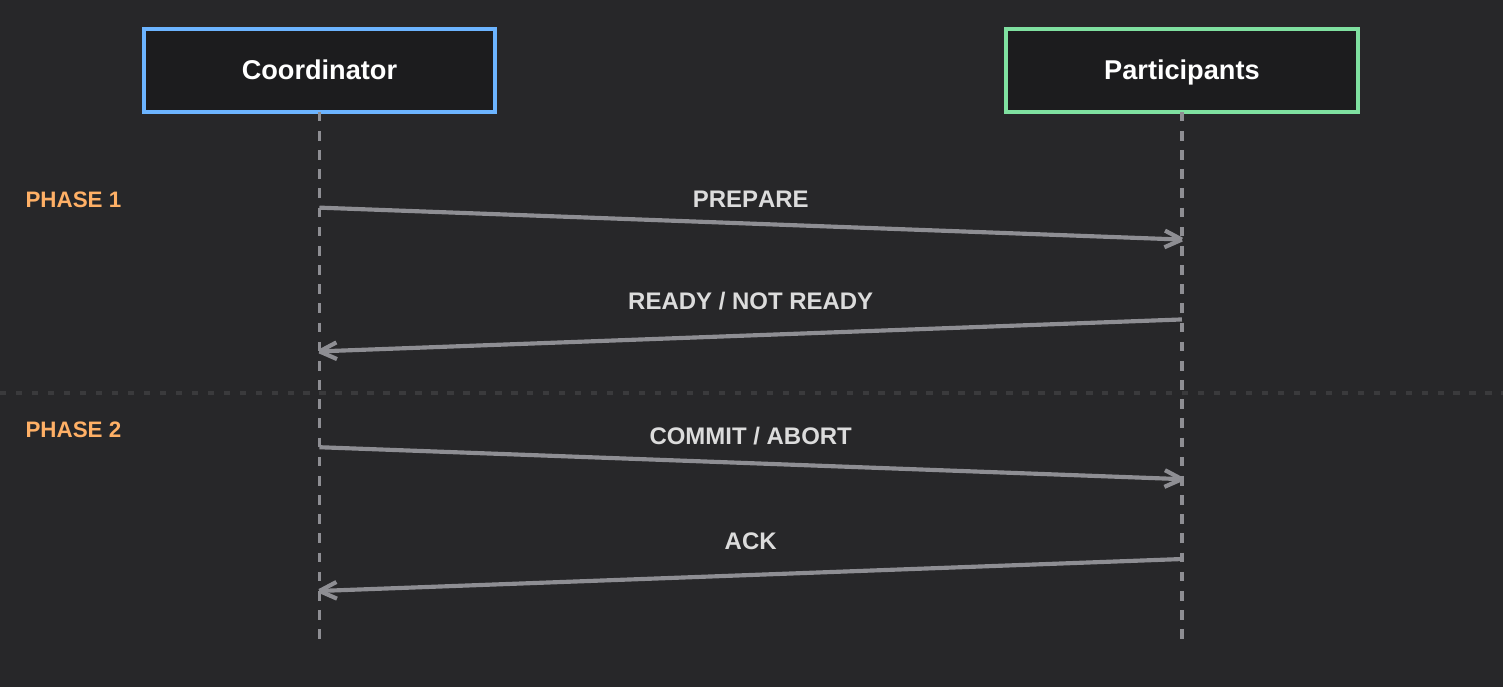 Coordinator
Participants
PHASE 1
PREPARE
READY / NOT READY
PHASE 2
COMMIT / ABORT
ACK